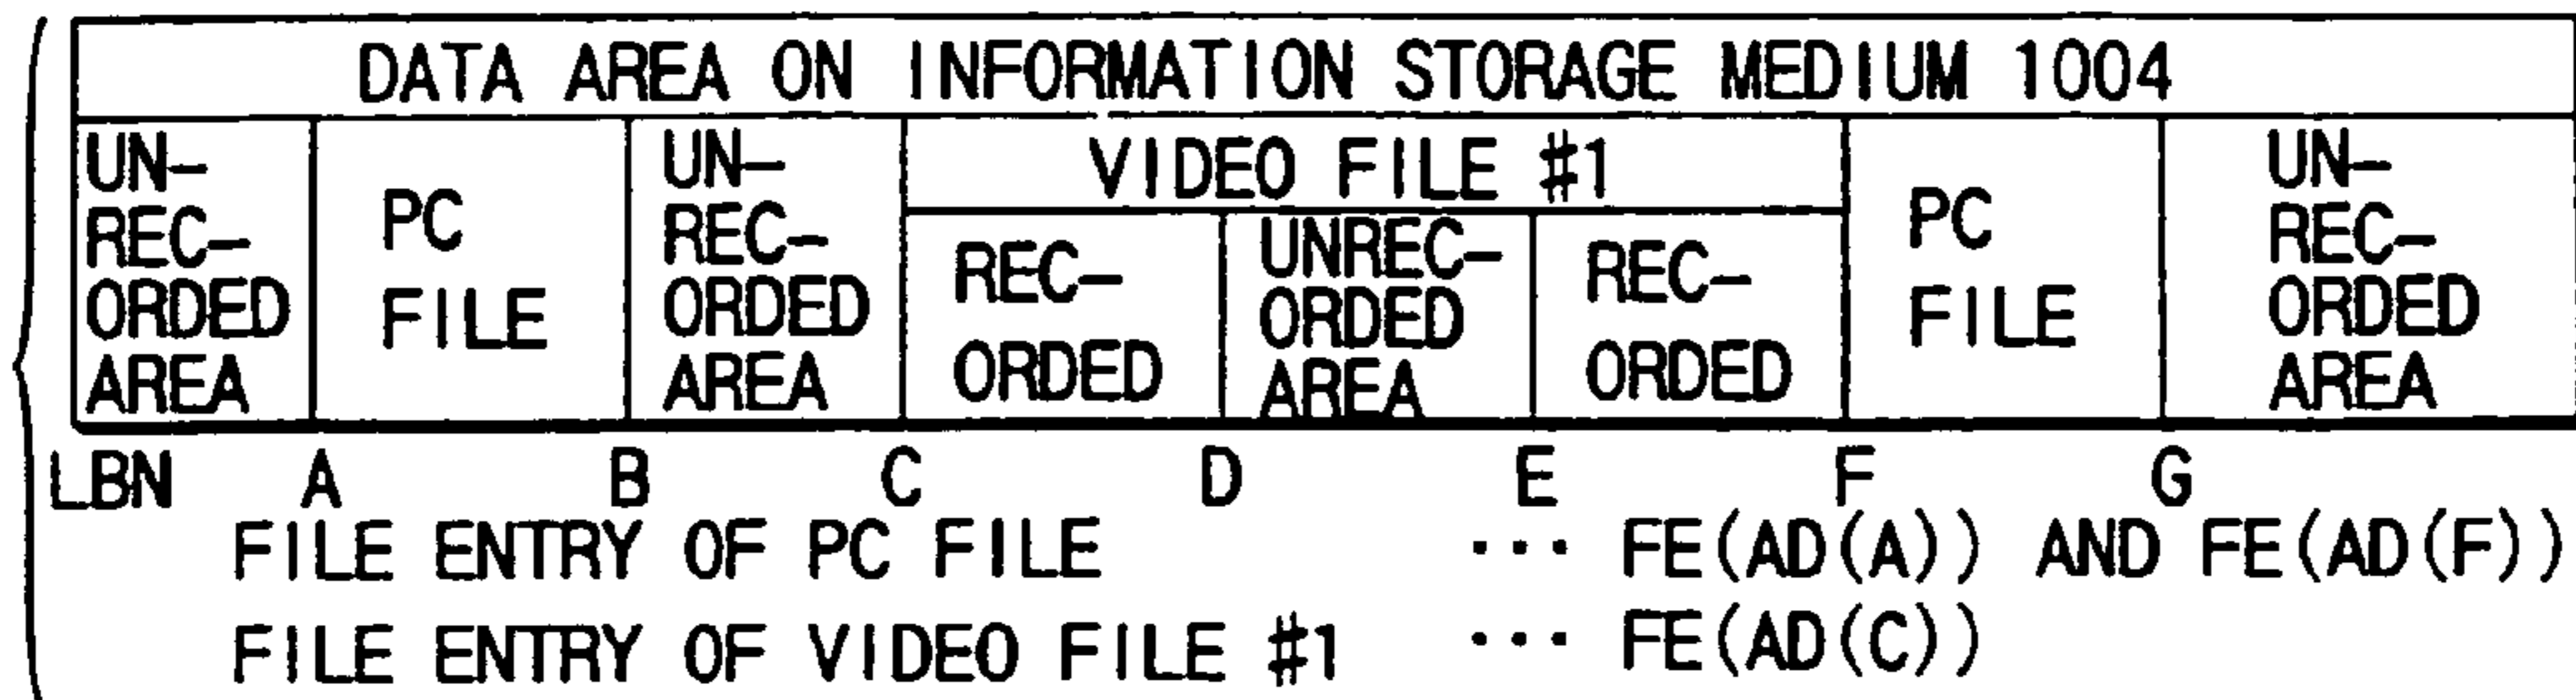 DATA AREA ON INFORMATION STORAGE MEDIUM 1004
UN-
REC-
ORDED
AREA
PC
FILE
UN-
REC-
ORDED
AREA
VIDEO FILE #1
REC-
ORDED
UNREC-
ORDED
AREA
REC-
ORDED
PC
FILE
UN-
REC-
ORDED
AREA
LBN A B C D E F G
FILE ENTRY OF PC FILE ··· FE(AD(A)) AND FE(AD(F))
FILE ENTRY OF VIDEO FILE #1 ··· FE(AD(C))